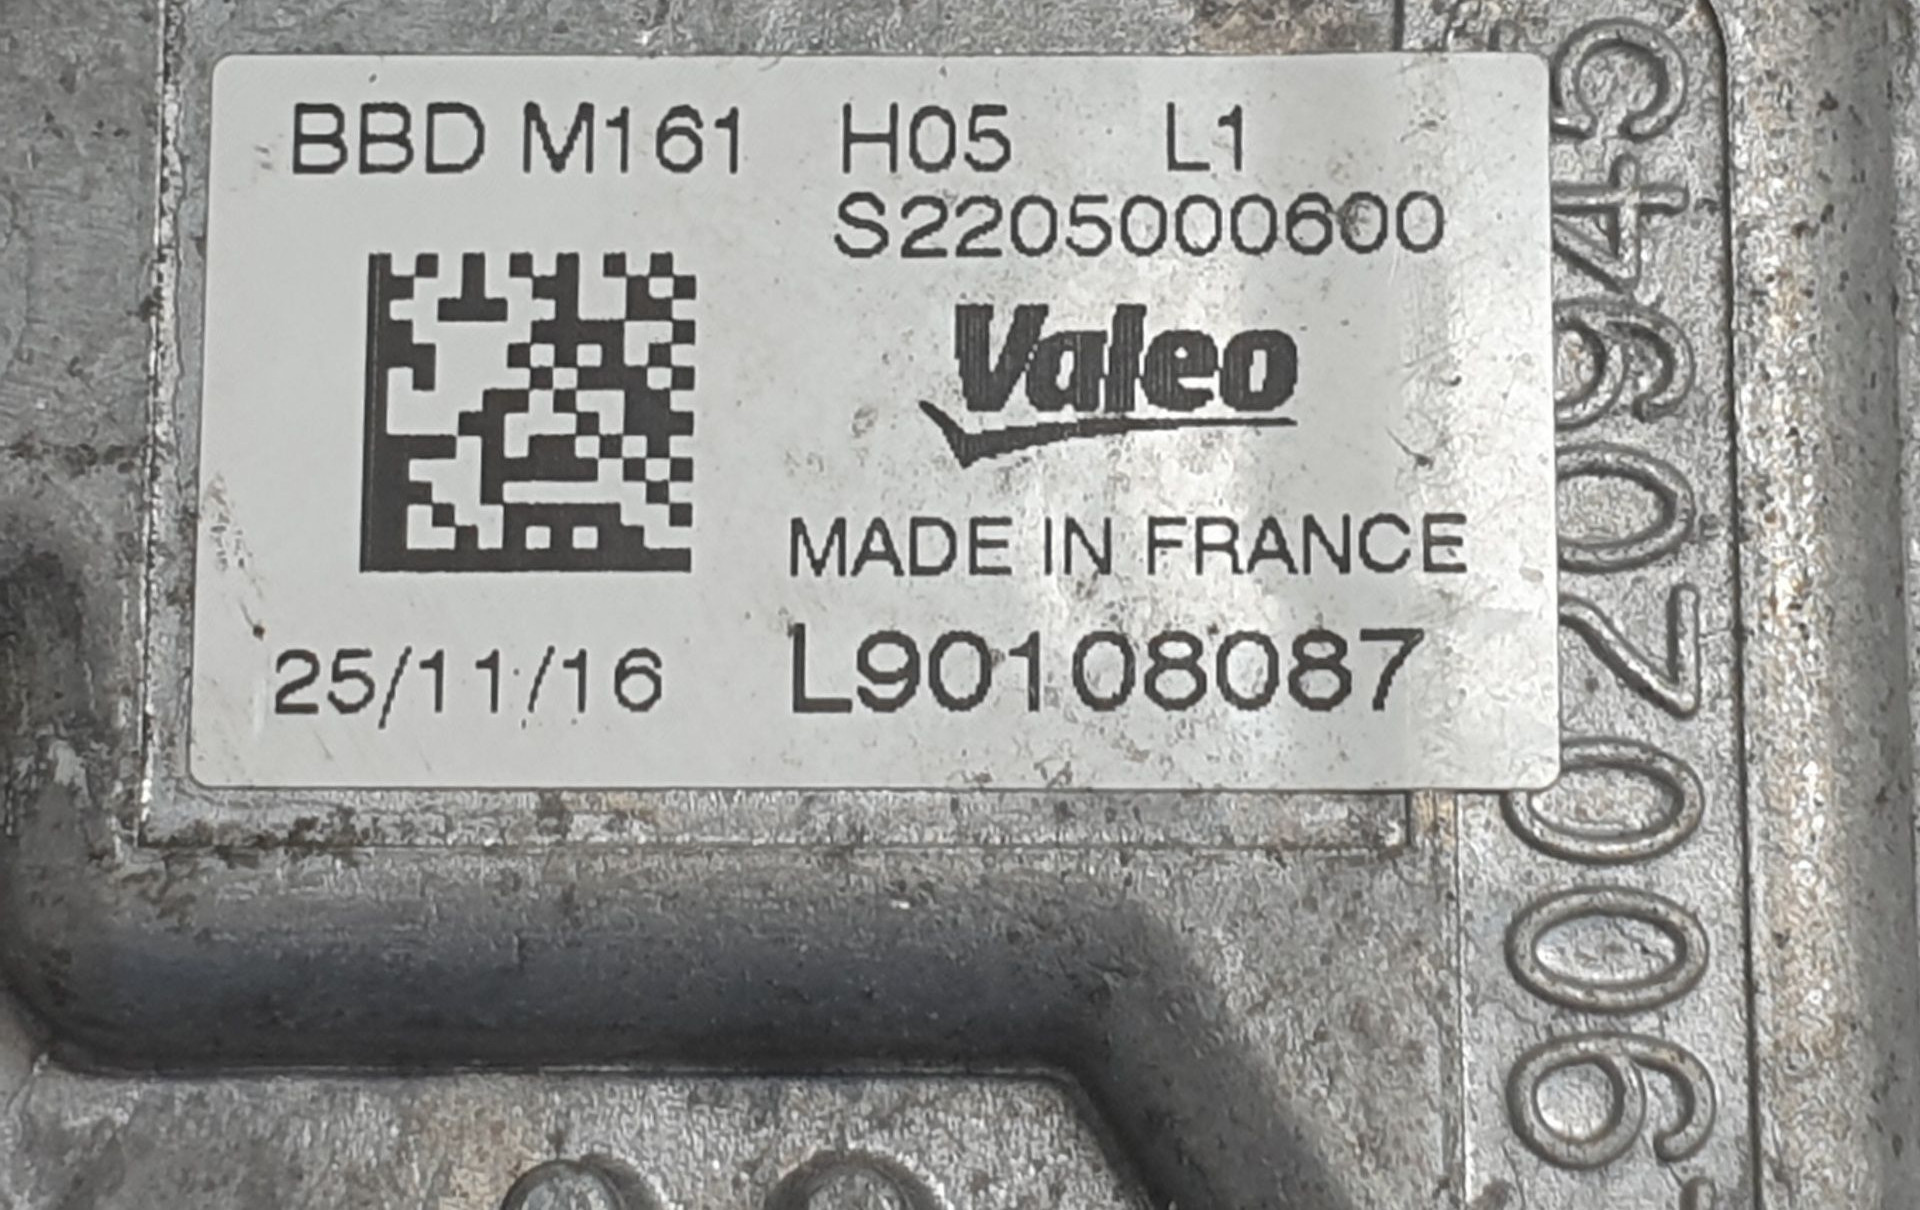 BBD M161 H05 L1
S2205000600
Valeo
MADE IN FRANCE
25/11/16 L90108087
90020945